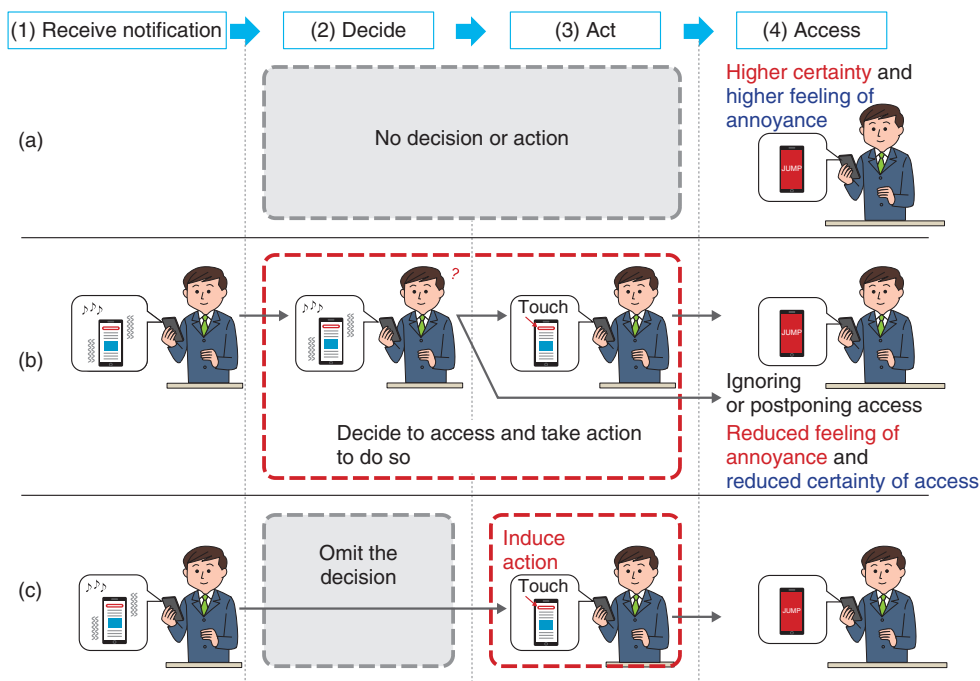 (1) Receive notification
(2) Decide
(3) Act
(4) Access
(a)
No decision or action
Higher certainty and
higher feeling of
annoyance
JUMP
(b)
?
Touch
JUMP
Ignoring
or postponing access
Decide to access and take action
to do so
Reduced feeling of
annoyance and
reduced certainty of access
(c)
Omit the
decision
Induce
action
Touch
JUMP